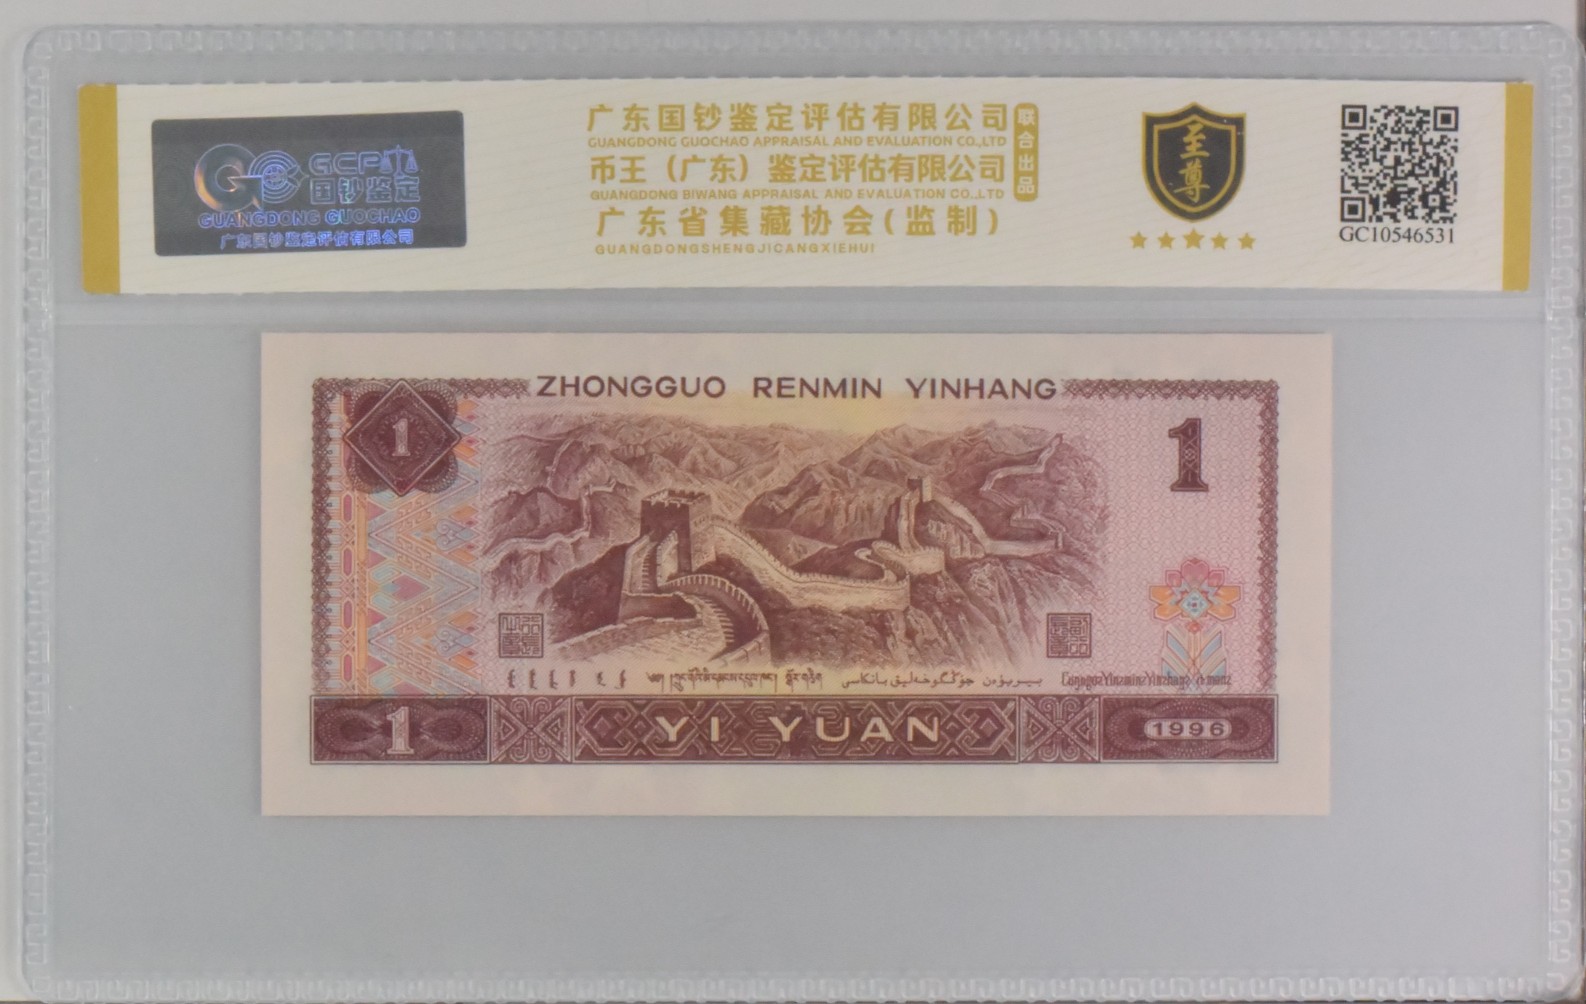 GCP
国钞鉴定
GUANGDONG GUOCHAO
广东国钞鉴定评估有限公司
广东国钞鉴定评估有限公司
GUANGDONG GUOCHAO APPRAISAL AND EVALUATION CO.,LTD
币王（广东）鉴定评估有限公司
GUANGDONG BIWANG APPRAISAL AND EVALUATION CO.,LTD
联合出品
广东省集藏协会(监制)
GUANGDONGSHENGJICANGXIEHUI
至尊
GC10546531
ZHONGGUO RENMIN YINHANG
1
1
1 YI YUAN 1996